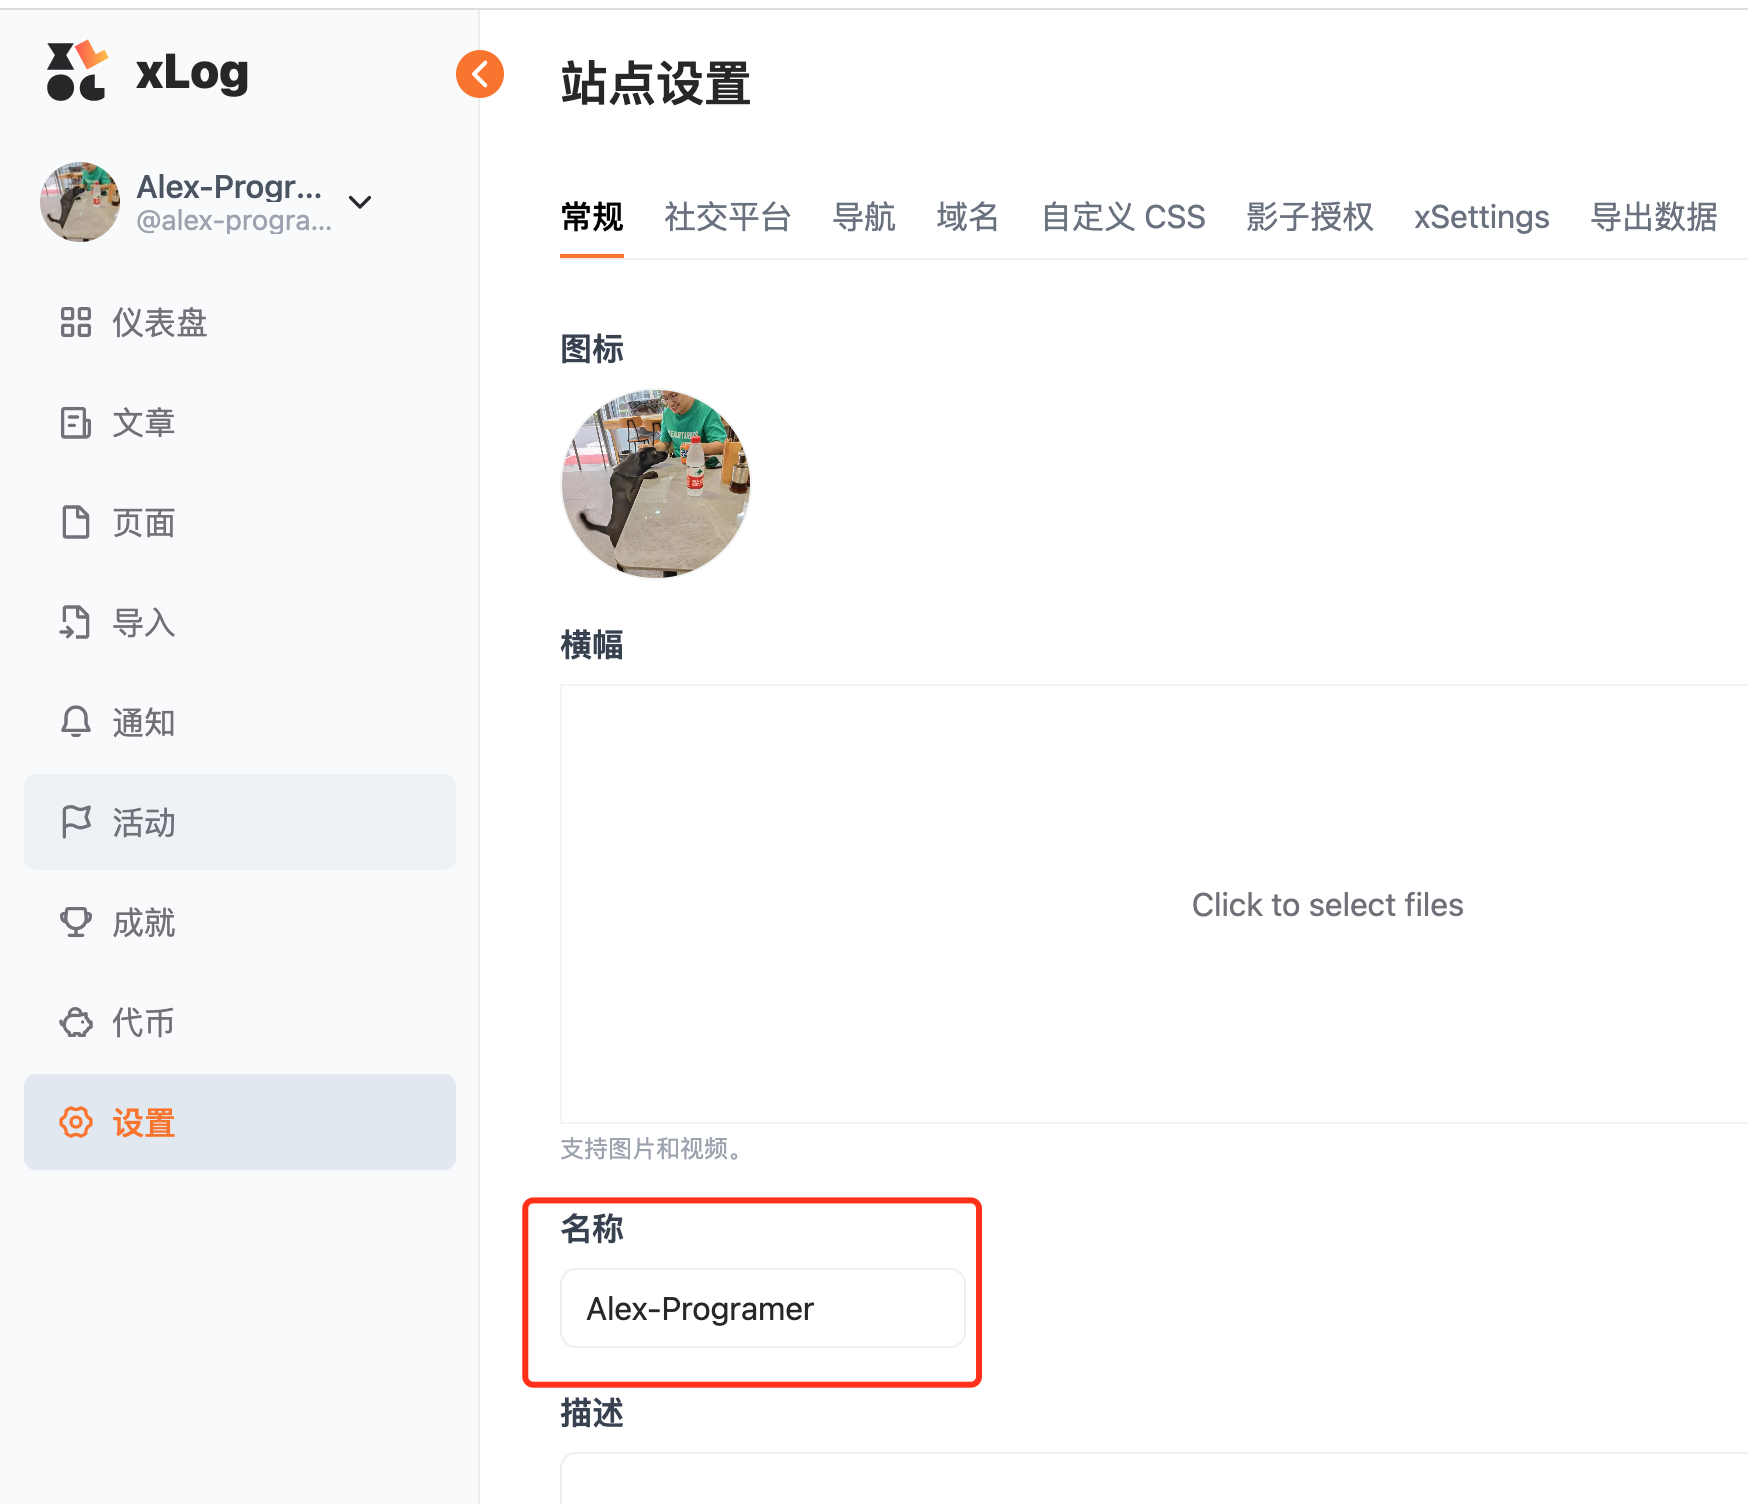 xLog
Alex-Progr...
@alex-progra...
仪表盘
文章
页面
导入
通知
活动
成就
代币
设置
站点设置
常规 社交平台 导航 域名 自定义 CSS 影子授权 xSettings 导出数据
图标
横幅
Click to select files
支持图片和视频。
名称
Alex-Programer
描述